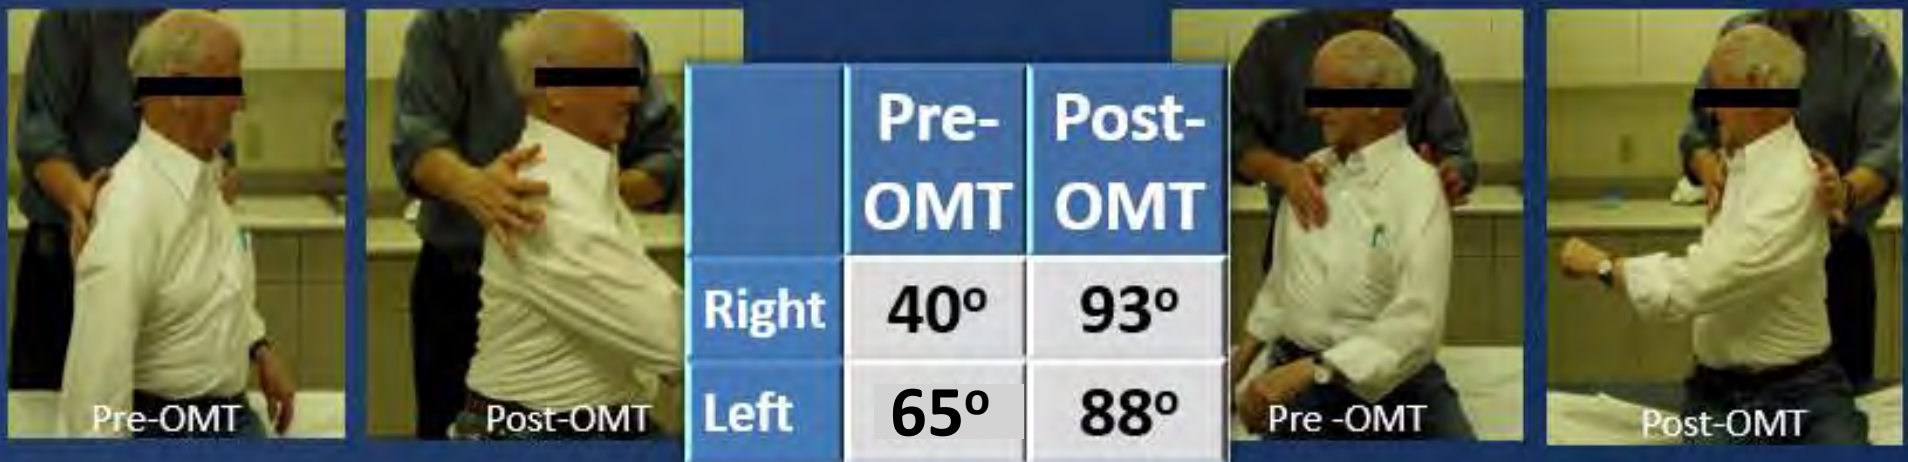 Pre-OMT
Post-OMT
Pre-OMT Post-OMT
Right 40º 93º
Left 65º 88º
Pre -OMT
Post-OMT